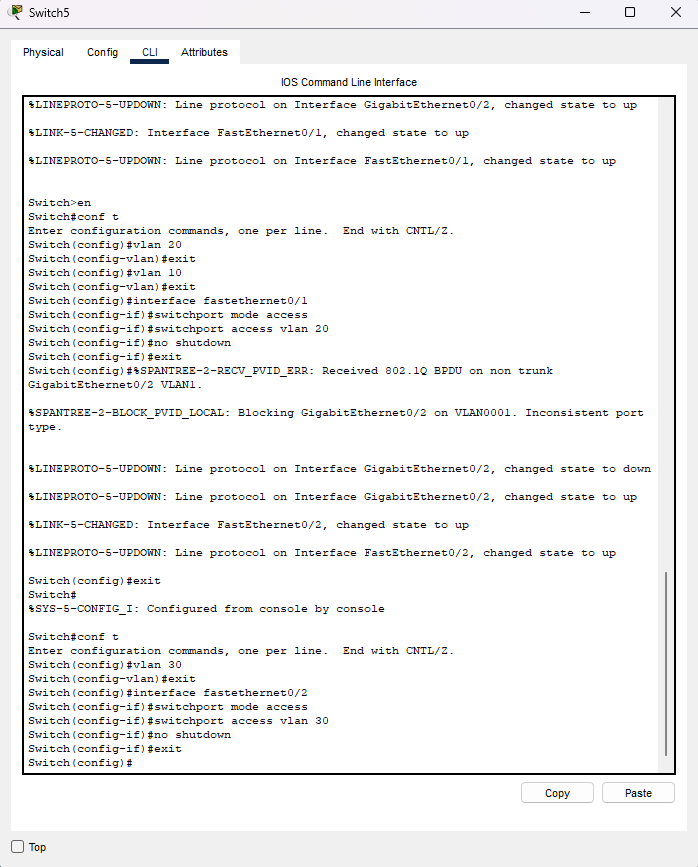 Switch5
Physical Config CLI Attributes
IOS Command Line Interface
%LINEPROTO-5-UPDOWN: Line protocol on Interface GigabitEthernet0/2, changed state to up
%LINK-5-CHANGED: Interface FastEthernet0/1, changed state to up
%LINEPROTO-5-UPDOWN: Line protocol on Interface FastEthernet0/1, changed state to up
Switch>en
Switch#conf t
Enter configuration commands, one per line.  End with CNTL/Z.
Switch(config)#vlan 20
Switch(config-vlan)#exit
Switch(config)#vlan 10
Switch(config-vlan)#exit
Switch(config)#interface fastethernet0/1
Switch(config-if)#switchport mode access
Switch(config-if)#switchport access vlan 20
Switch(config-if)#no shutdown
Switch(config-if)#exit
Switch(config)#%SPANTREE-2-RECV_PVID_ERR: Received 802.1Q BPDU on non trunk
GigabitEthernet0/2 VLAN1.
%SPANTREE-2-BLOCK_PVID_LOCAL: Blocking GigabitEthernet0/2 on VLAN0001. Inconsistent port
type.
%LINEPROTO-5-UPDOWN: Line protocol on Interface GigabitEthernet0/2, changed state to down
%LINEPROTO-5-UPDOWN: Line protocol on Interface GigabitEthernet0/2, changed state to up
%LINK-5-CHANGED: Interface FastEthernet0/2, changed state to up
%LINEPROTO-5-UPDOWN: Line protocol on Interface FastEthernet0/2, changed state to up
Switch(config)#exit
Switch#
%SYS-5-CONFIG_I: Configured from console by console
Switch#conf t
Enter configuration commands, one per line.  End with CNTL/Z.
Switch(config)#vlan 30
Switch(config-vlan)#exit
Switch(config)#interface fastethernet0/2
Switch(config-if)#switchport mode access
Switch(config-if)#switchport access vlan 30
Switch(config-if)#no shutdown
Switch(config-if)#exit
Switch(config)#
Copy Paste
Top